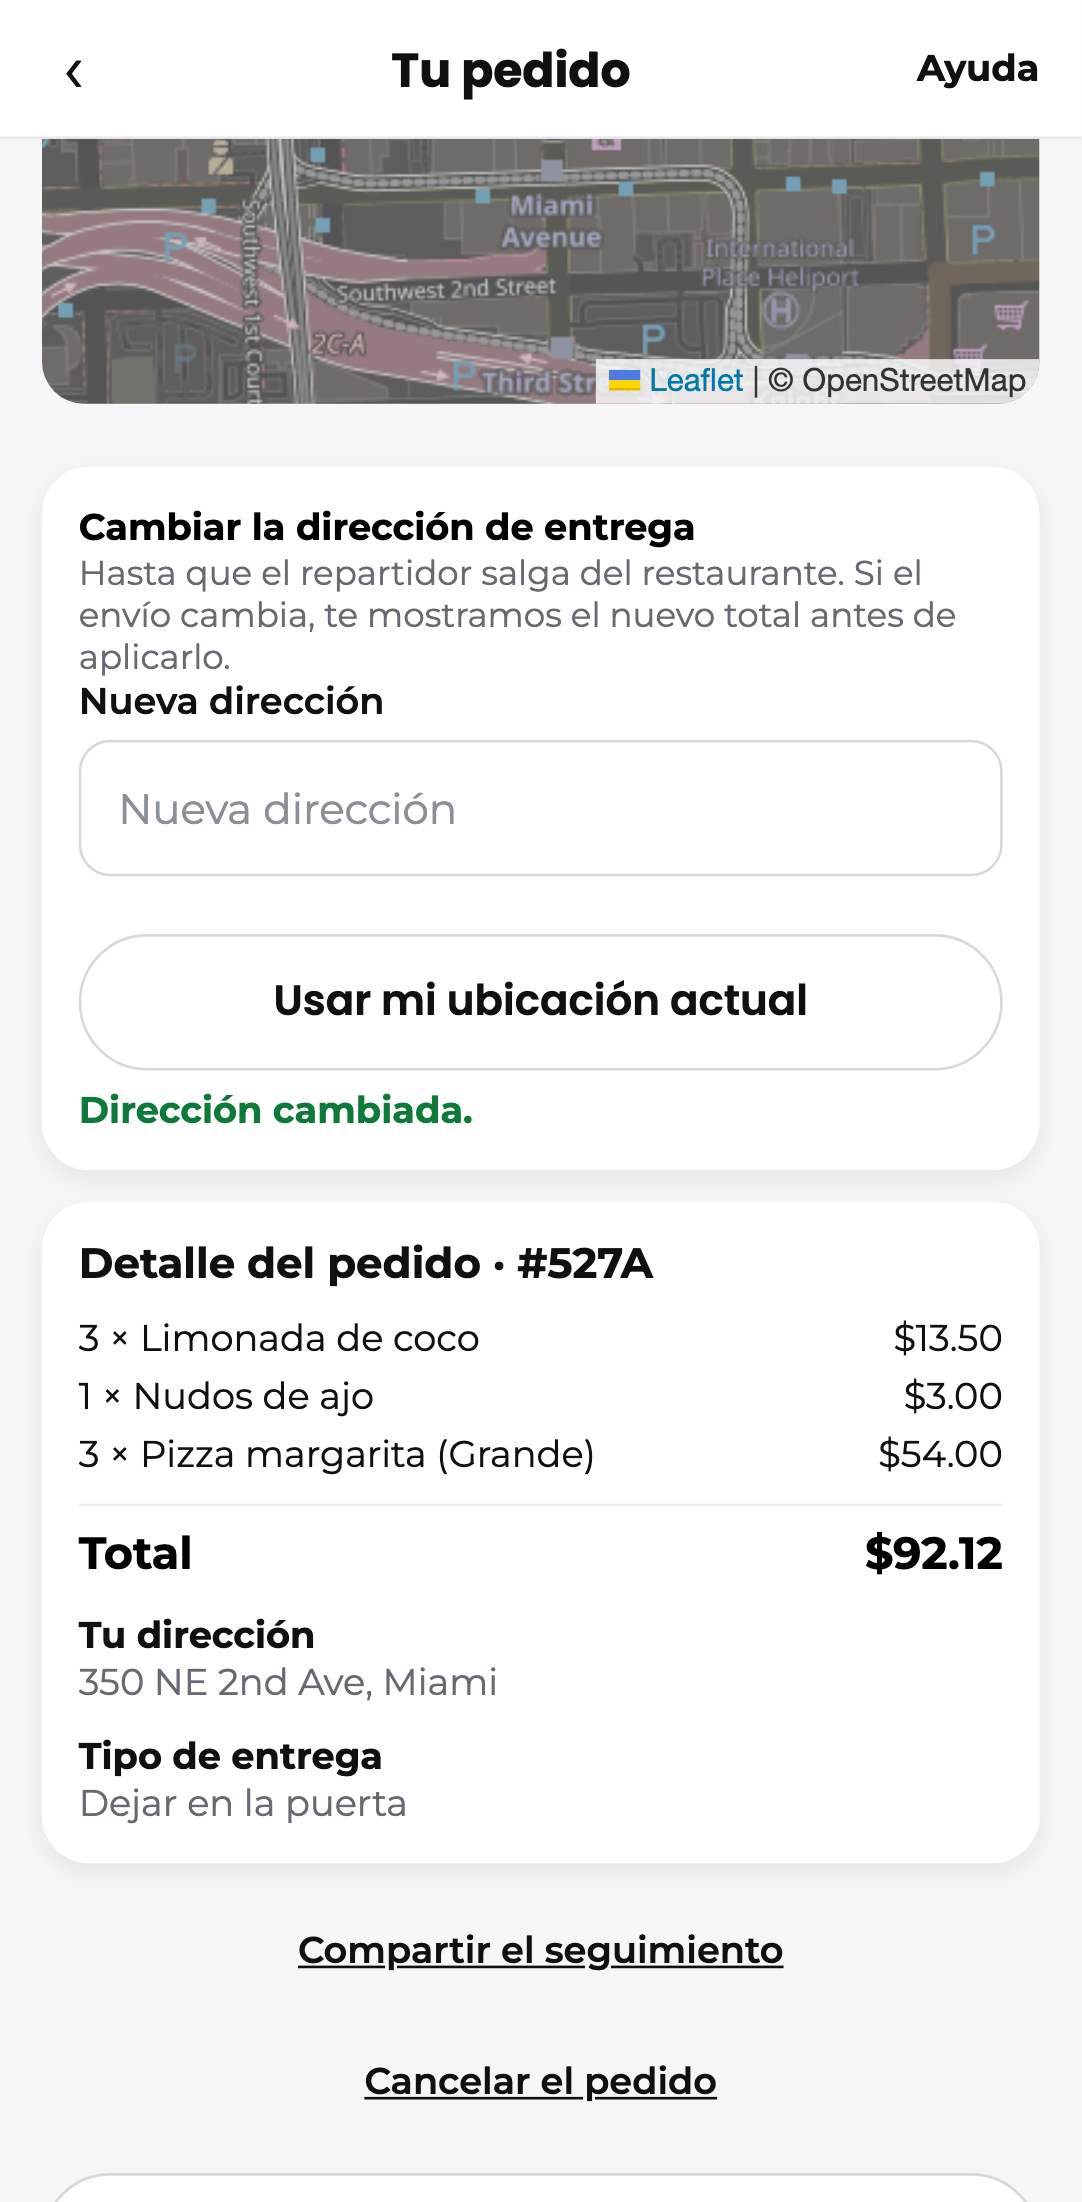 ‹
Tu pedido
Ayuda
Miami
Avenue
International
Place Heliport
H
P
Southwest 1st Court
Southwest 2nd Street
2C-A
P
P
P
P
Third Str
Leaflet | © OpenStreetMap
Cambiar la dirección de entrega
Hasta que el repartidor salga del restaurante. Si el
envío cambia, te mostramos el nuevo total antes de
aplicarlo.
Nueva dirección
Nueva dirección
Usar mi ubicación actual
Dirección cambiada.
Detalle del pedido · #527A
3 × Limonada de coco $13.50
1 × Nudos de ajo $3.00
3 × Pizza margarita (Grande) $54.00
Total $92.12
Tu dirección
350 NE 2nd Ave, Miami
Tipo de entrega
Dejar en la puerta
Compartir el seguimiento
Cancelar el pedido